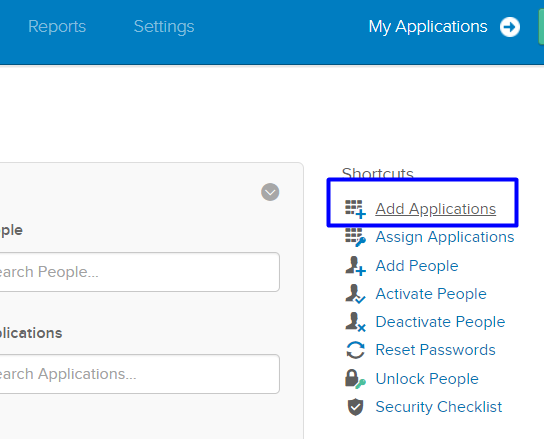 Reports Settings My Applications
Shortcuts
Add Applications
Assign Applications
Add People
Activate People
Deactivate People
Reset Passwords
Unlock People
Security Checklist
ople
earch People...
plications
earch Applications...